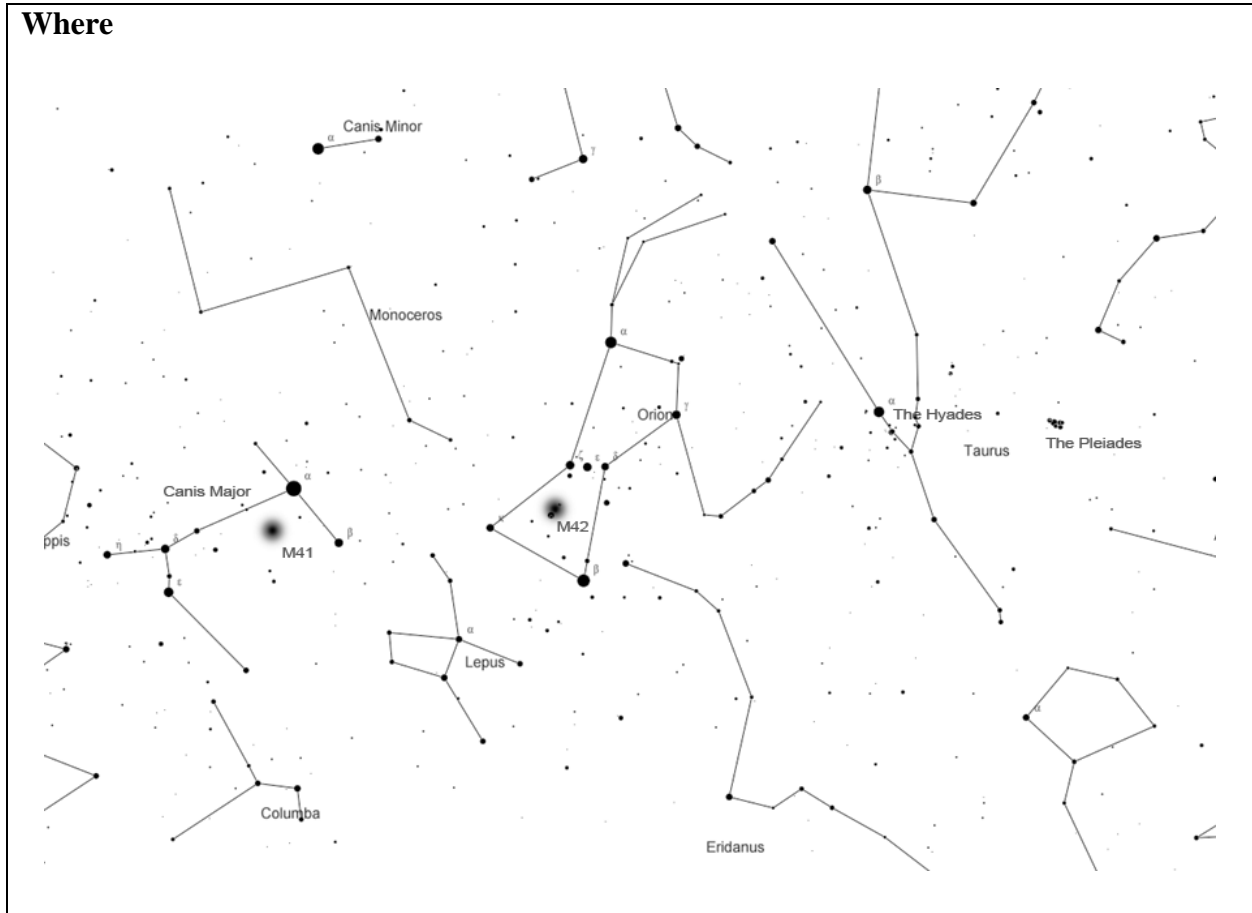 Where
Canis Minor
α
γ
β
Monoceros
α
α
The Hyades
Orion
γ
Taurus
The Pleiades
ζ
ε
δ
α
Canis Major
M42
κ
ppis
M41
β
η
δ
ε
β
α
Lepus
α
Columba
Eridanus